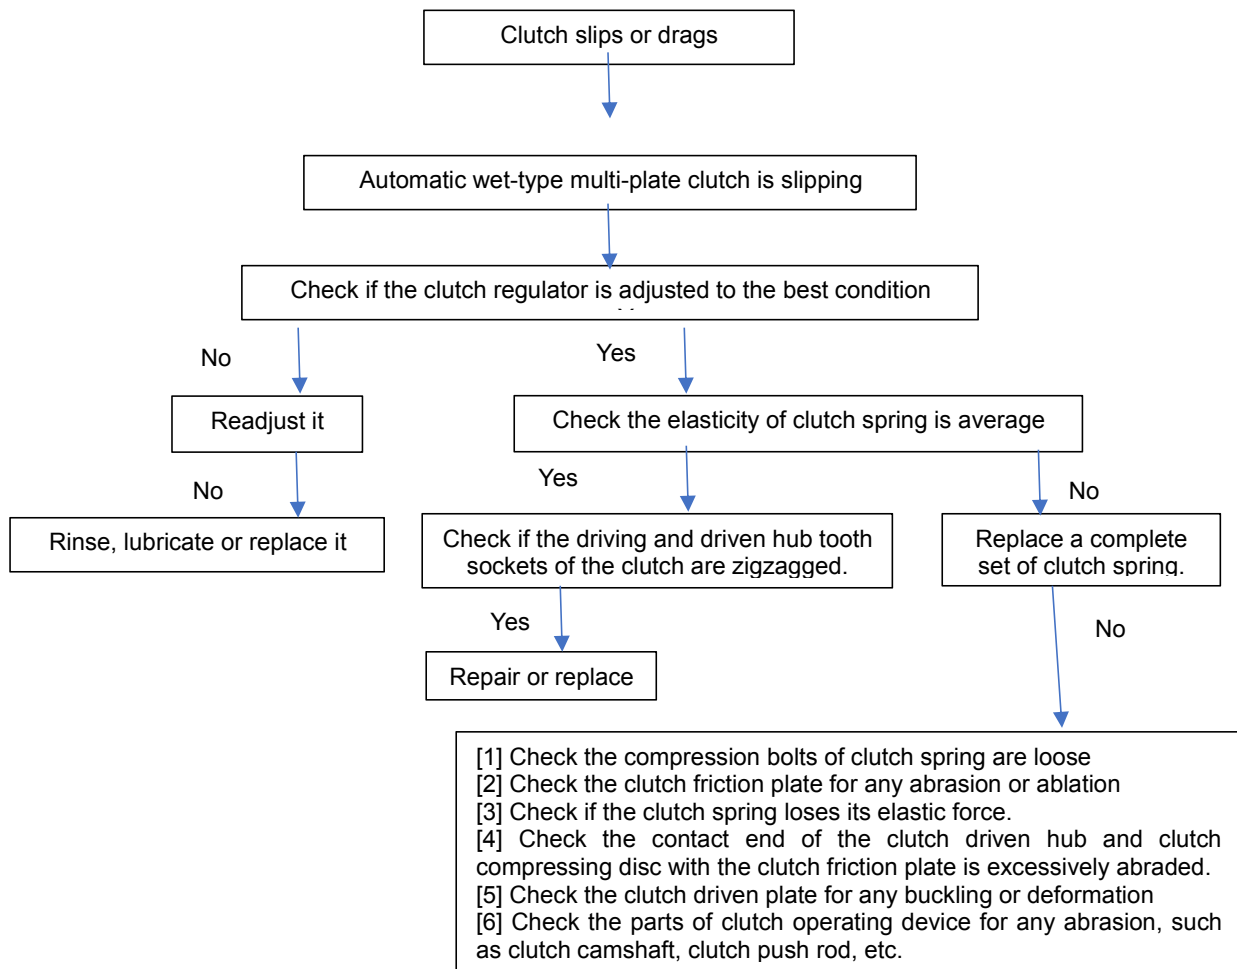 Clutch slips or drags
Automatic wet-type multi-plate clutch is slipping
Check if the clutch regulator is adjusted to the best condition
No
Yes
Readjust it
Check the elasticity of clutch spring is average
No
Yes
No
Rinse, lubricate or replace it
Check if the driving and driven hub tooth
sockets of the clutch are zigzagged.
Replace a complete
set of clutch spring.
Yes
No
Repair or replace
[1] Check the compression bolts of clutch spring are loose
[2] Check the clutch friction plate for any abrasion or ablation
[3] Check if the clutch spring loses its elastic force.
[4] Check the contact end of the clutch driven hub and clutch
compressing disc with the clutch friction plate is excessively abraded.
[5] Check the clutch driven plate for any buckling or deformation
[6] Check the parts of clutch operating device for any abrasion, such
as clutch camshaft, clutch push rod, etc.